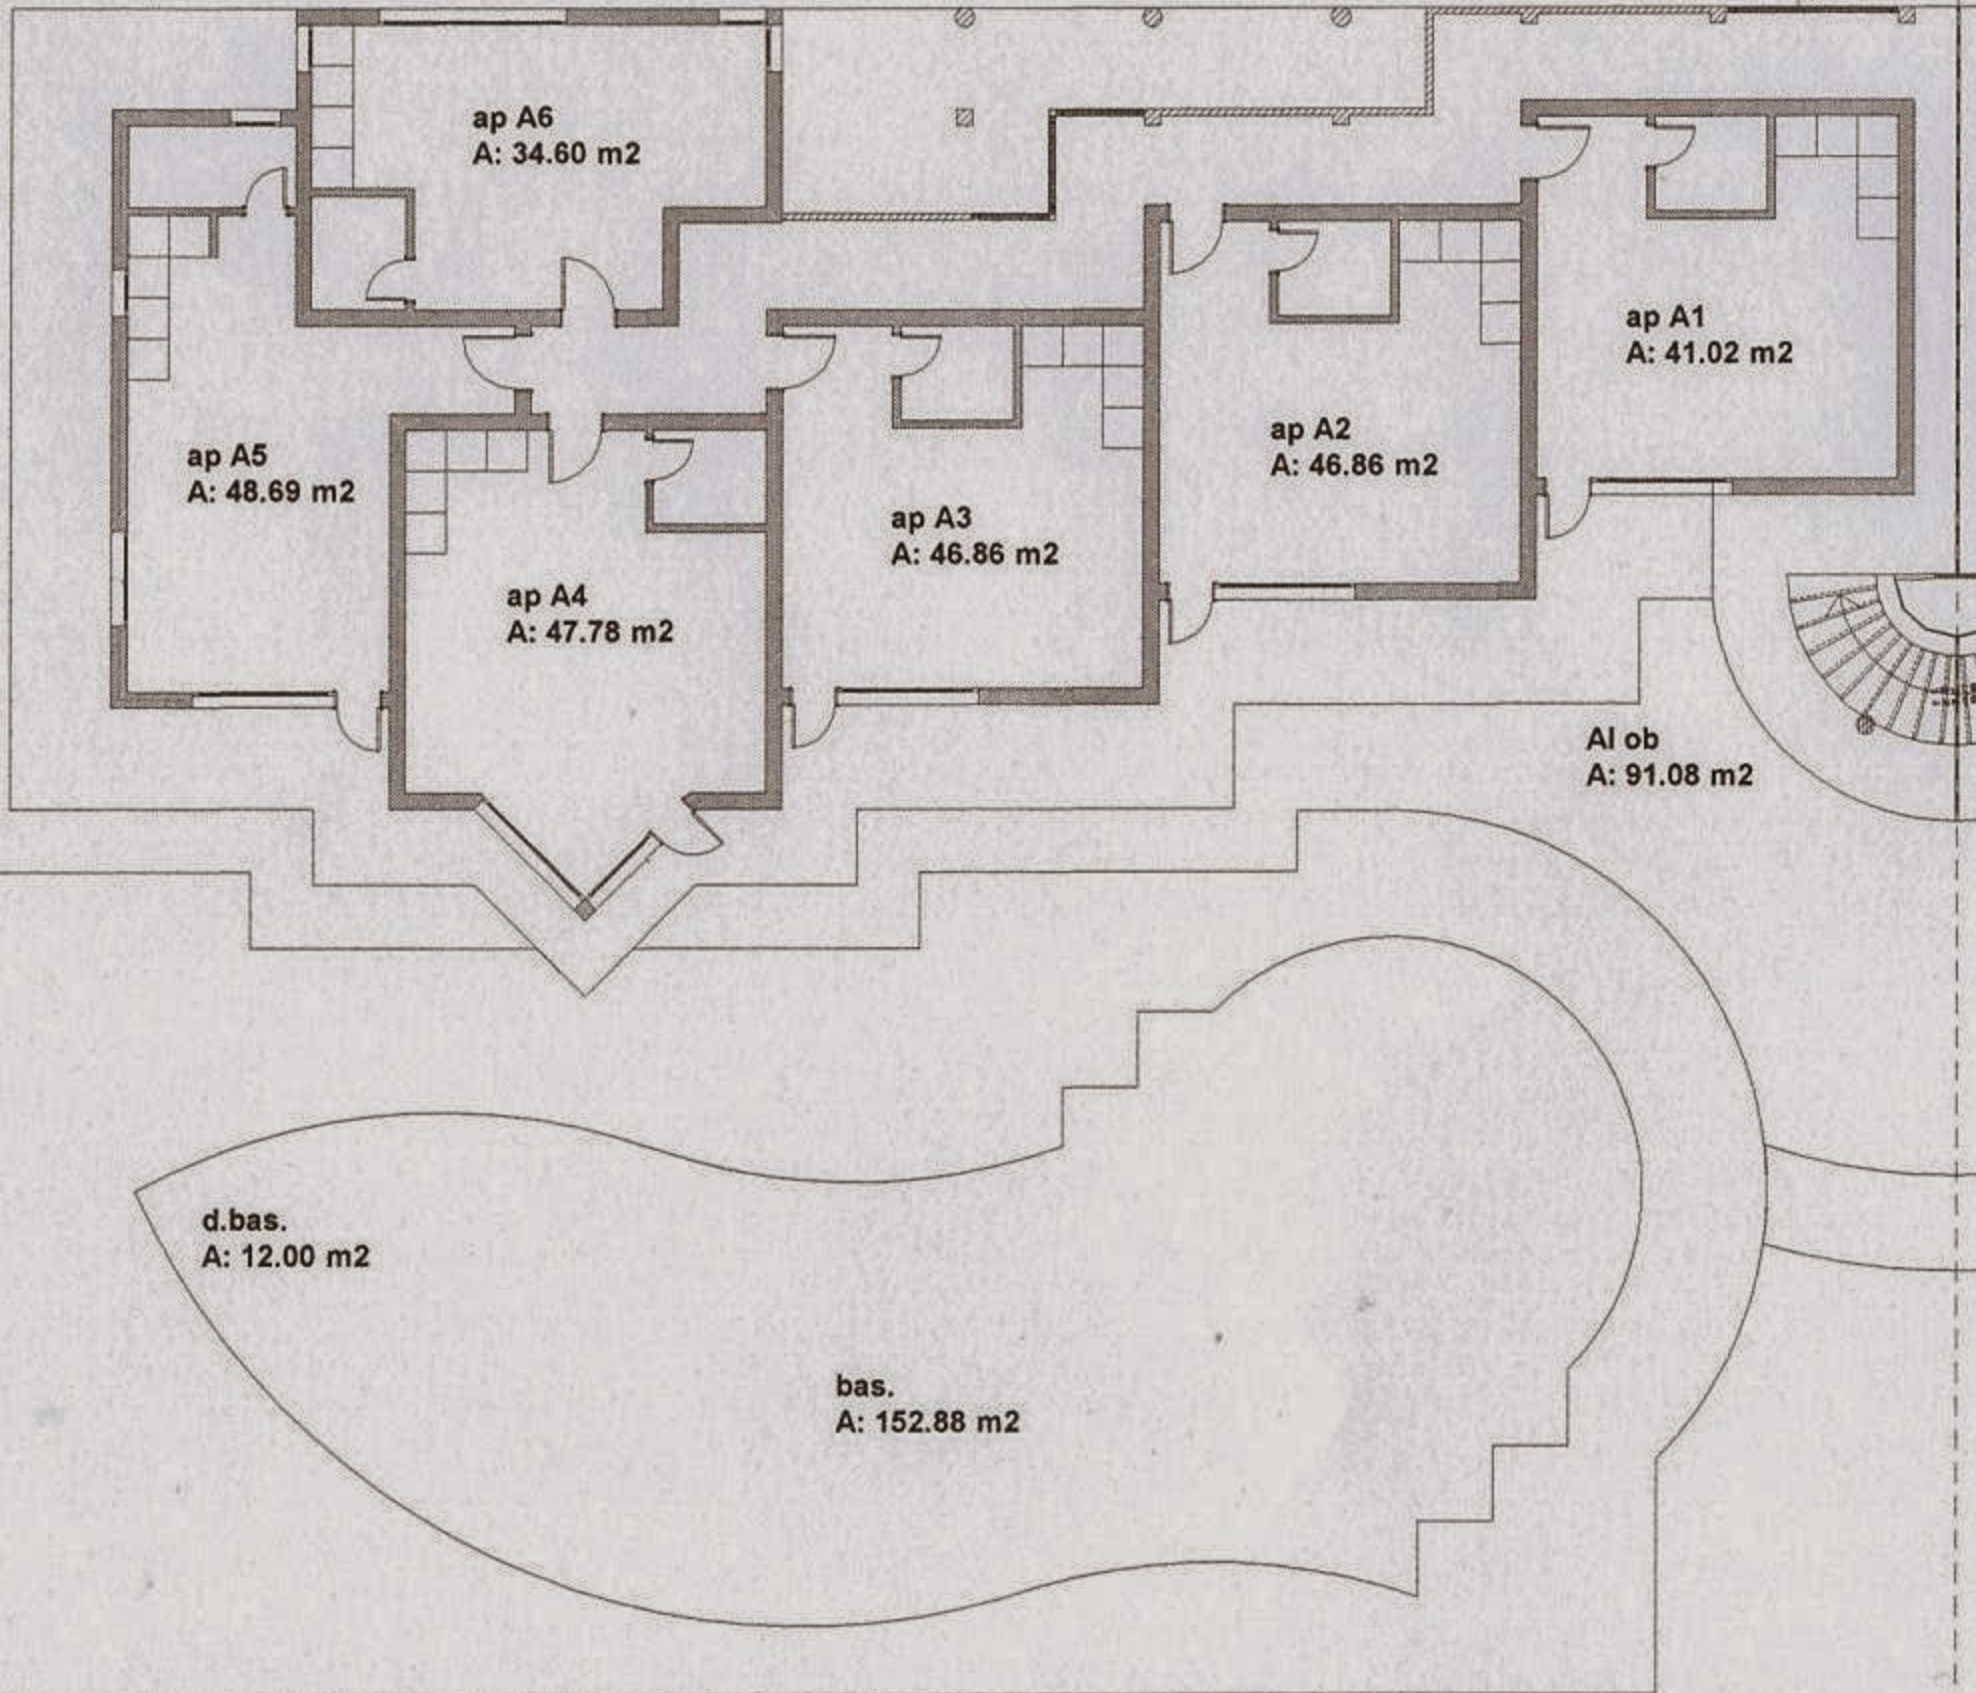 ap A6
A: 34.60 m2
ap A1
A: 41.02 m2
ap A2
A: 46.86 m2
ap A5
A: 48.69 m2
ap A3
A: 46.86 m2
ap A4
A: 47.78 m2
Al ob
A: 91.08 m2
d.bas.
A: 12.00 m2
bas.
A: 152.88 m2